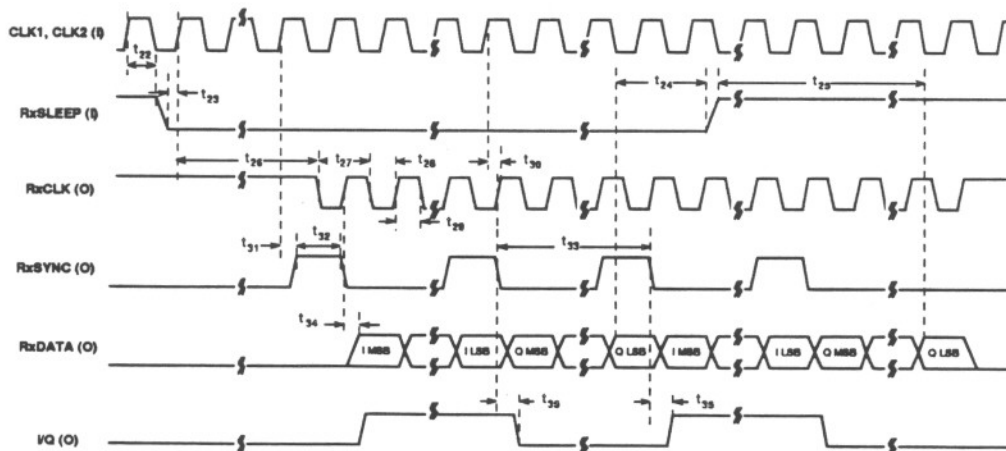 CLK1, CLK2 (I)
t22
t23
t24
t25
RxSLEEP (I)
t26
t27
t28
t30
RxCLK (O)
t29
t31
t32
t33
RxSYNC (O)
t34
RxDATA (O)
I MSB
I LSB
Q MSB
Q LSB
I MSB
I LSB
Q MSB
Q LSB
t35
t35
I/Q (O)